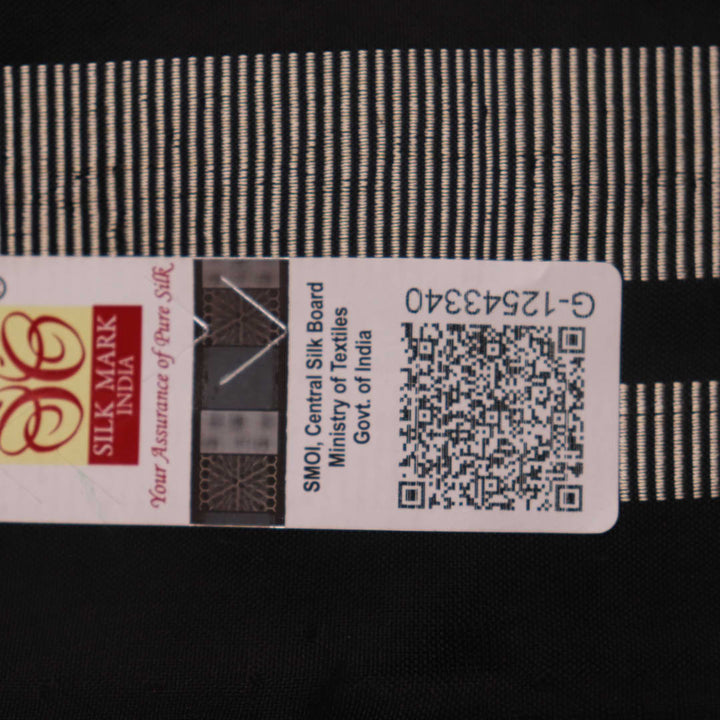 SILK MARK
INDIA
Your Assurance of Pure Silk
SMOI, Central Silk Board
Ministry of Textiles
Govt. of India
G-12543340